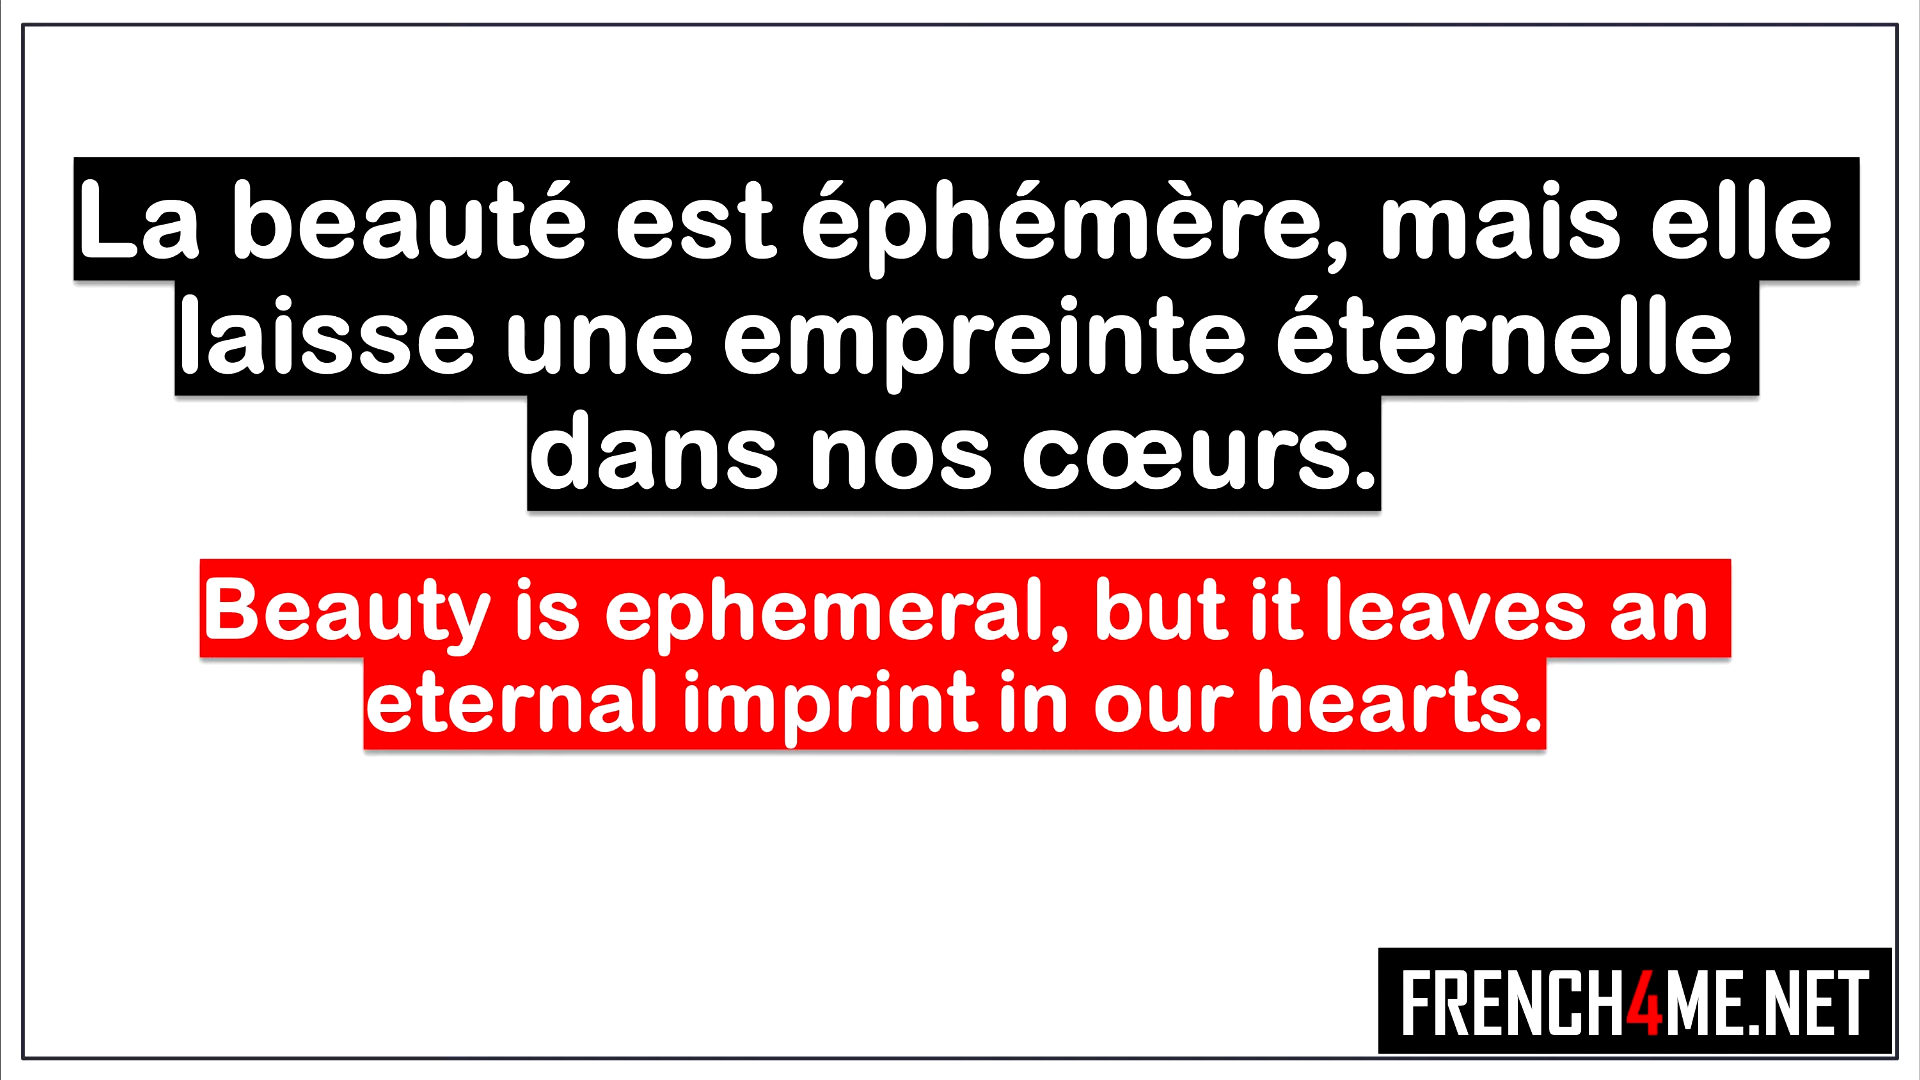 La beauté est éphémère, mais elle
laisse une empreinte éternelle
dans nos cœurs.
Beauty is ephemeral, but it leaves an
eternal imprint in our hearts.
FRENCH4ME.NET